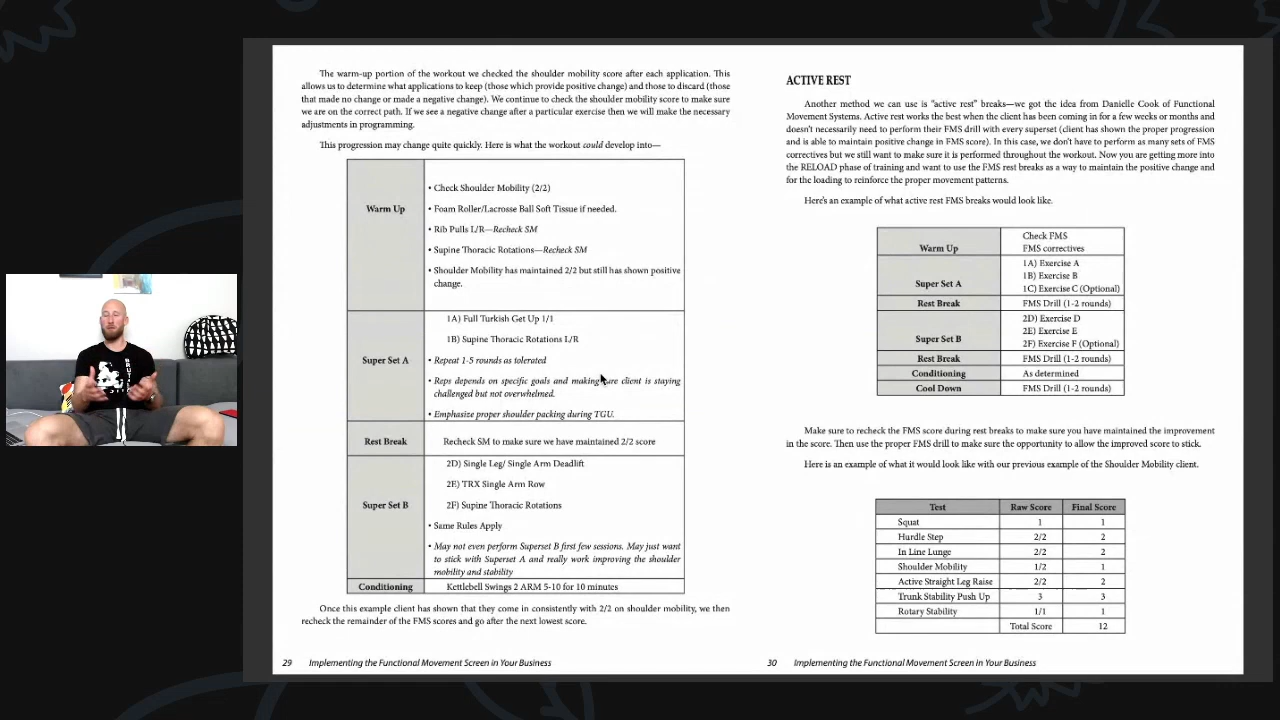 The warm-up portion of the workout we checked the shoulder mobility score after each application. This
allows us to determine what applications to keep (those which provide positive change) and those to discard (those
that made no change or made a negative change). We continue to check the shoulder mobility score to make sure
we are on the correct path. If we see a negative change after a particular exercise then we will make the necessary
adjustments in programming.
This progression may change quite quickly. Here is what the workout could develop into—
Warm Up
• Check Shoulder Mobility (2/2)
• Foam Roller/Lacrosse Ball Soft Tissue if needed.
• Rib Pulls L/R—Recheck SM
• Supine Thoracic Rotations—Recheck SM
• Shoulder Mobility has maintained 2/2 but still has shown positive
change.
Super Set A
1A) Full Turkish Get Up 1/1
1B) Supine Thoracic Rotations L/R
• Repeat 1-5 rounds as tolerated
• Reps depends on specific goals and making sure client is staying
challenged but not overwhelmed.
• Emphasize proper shoulder packing during TGU.
Rest Break
Recheck SM to make sure we have maintained 2/2 score
Super Set B
2D) Single Leg/ Single Arm Deadlift
2E) TRX Single Arm Row
2F) Supine Thoracic Rotations
• Same Rules Apply
• May not even perform Superset B first few sessions. May just want
to stick with Superset A and really work improving the shoulder
mobility and stability
Conditioning
Kettlebell Swings 2 ARM 5-10 for 10 minutes
Once this example client has shown that they come in consistently with 2/2 on shoulder mobility, we then
recheck the remainder of the FMS scores and go after the next lowest score.
29 Implementing the Functional Movement Screen in Your Business
ACTIVE REST
Another method we can use is “active rest” breaks—we got the idea from Danielle Cook of Functional
Movement Systems. Active rest works the best when the client has been coming in for a few weeks or months and
doesn’t necessarily need to perform their FMS drill with every superset (client has shown the proper progression
and is able to maintain positive change in FMS score). In this case, we don’t have to perform as many sets of FMS
correctives but we still want to make sure it is performed throughout the workout. Now you are getting more into
the RELOAD phase of training and want to use the FMS rest breaks as a way to maintain the positive change and
for the loading to reinforce the proper movement patterns.
Here’s an example of what active rest FMS breaks would look like.
Warm Up
Check FMS
FMS correctives
Super Set A
1A) Exercise A
1B) Exercise B
1C) Exercise C (Optional)
Rest Break FMS Drill (1-2 rounds)
Super Set B
2D) Exercise D
2E) Exercise E
2F) Exercise F (Optional)
Rest Break FMS Drill (1-2 rounds)
Conditioning As determined
Cool Down FMS Drill (1-2 rounds)
Make sure to recheck the FMS score during rest breaks to make sure you have maintained the improvement
in the score. Then use the proper FMS drill to make sure the opportunity to allow the improved score to stick.
Here is an example of what it would look like with our previous example of the Shoulder Mobility client.
Test Raw Score Final Score
Squat 1 1
Hurdle Step 2/2 2
In Line Lunge 2/2 2
Shoulder Mobility 1/2 1
Active Straight Leg Raise 2/2 2
Trunk Stability Push Up 3 3
Rotary Stability 1/1 1
Total Score 12
30 Implementing the Functional Movement Screen in Your Business